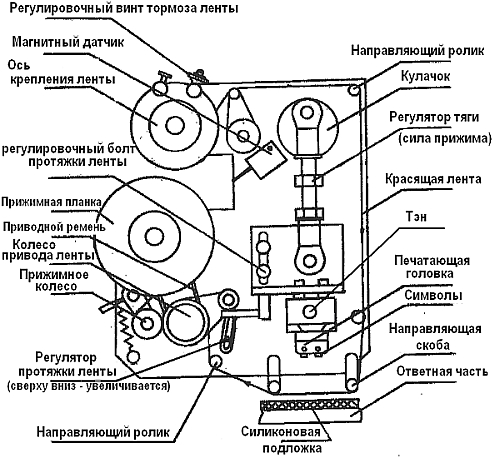 Регулировочный винт тормоза ленты
Магнитный датчик
Ось
крепления ленты
регулировочный болт
протяжки ленты
Прижимная планка
Приводной ремень
Колесо
привода ленты
Прижимное
колесо
Регулятор
протяжки ленты
(сверху вниз - увеличивается)
Направляющий ролик
Направляющий ролик
Кулачок
Регулятор тяги
(сила прижима)
Красящая лента
Тэн
Печатающая
головка
Символы
Направляющая
скоба
Ответная часть
Силиконовая
подложка